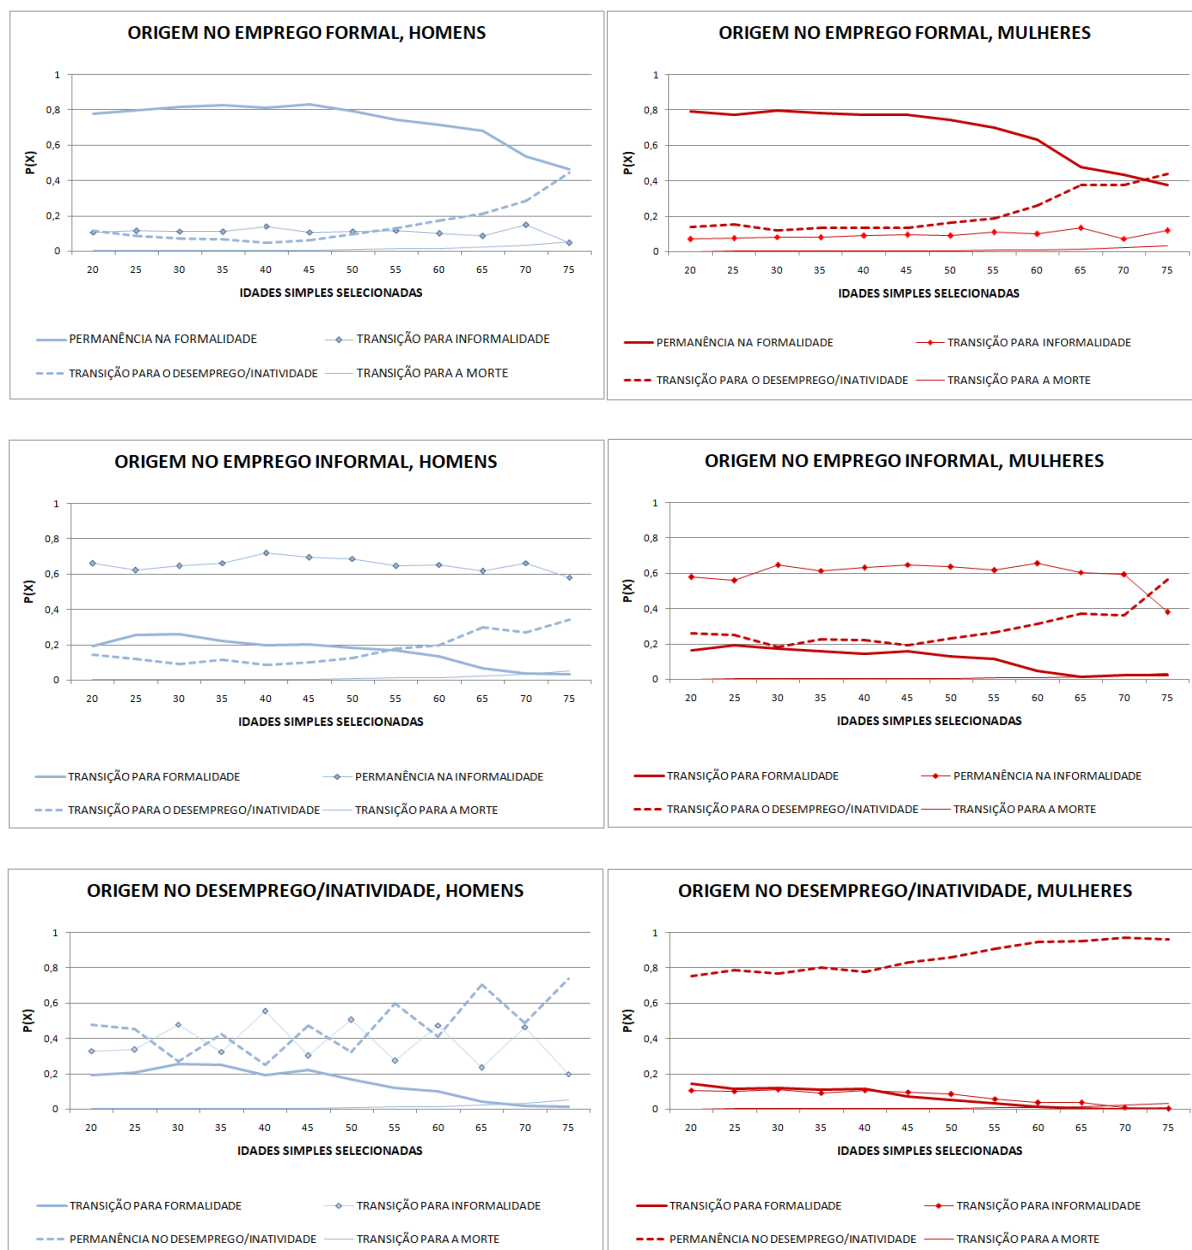 ORIGEM NO EMPREGO FORMAL, HOMENS
1
0,8
0,6
0,4
0,2
0
P(X)
20 25 30 35 40 45 50 55 60 65 70 75
IDADES SIMPLES SELECIONADAS
PERMANÊNCIA NA FORMALIDADE TRANSIÇÃO PARA INFORMALIDADE
TRANSIÇÃO PARA O DESEMPREGO/INATIVIDADE TRANSIÇÃO PARA A MORTE
ORIGEM NO EMPREGO FORMAL, MULHERES
1
0,8
0,6
0,4
0,2
0
P(X)
20 25 30 35 40 45 50 55 60 65 70 75
IDADES SIMPLES SELECIONADAS
PERMANÊNCIA NA FORMALIDADE TRANSIÇÃO PARA INFORMALIDADE
TRANSIÇÃO PARA O DESEMPREGO/INATIVIDADE TRANSIÇÃO PARA A MORTE
ORIGEM NO EMPREGO INFORMAL, HOMENS
1
0,8
0,6
0,4
0,2
0
P(X)
20 25 30 35 40 45 50 55 60 65 70 75
IDADES SIMPLES SELECIONADAS
TRANSIÇÃO PARA FORMALIDADE PERMANÊNCIA NA INFORMALIDADE
TRANSIÇÃO PARA O DESEMPREGO/INATIVIDADE TRANSIÇÃO PARA A MORTE
ORIGEM NO EMPREGO INFORMAL, MULHERES
1
0,8
0,6
0,4
0,2
0
P(X)
20 25 30 35 40 45 50 55 60 65 70 75
IDADES SIMPLES SELECIONADAS
TRANSIÇÃO PARA FORMALIDADE PERMANÊNCIA NA INFORMALIDADE
TRANSIÇÃO PARA O DESEMPREGO/INATIVIDADE TRANSIÇÃO PARA A MORTE
ORIGEM NO DESEMPREGO/INATIVIDADE, HOMENS
1
0,8
0,6
0,4
0,2
0
P(X)
20 25 30 35 40 45 50 55 60 65 70 75
IDADES SIMPLES SELECIONADAS
TRANSIÇÃO PARA FORMALIDADE TRANSIÇÃO PARA INFORMALIDADE
PERMANÊNCIA NO DESEMPREGO/INATIVIDADE TRANSIÇÃO PARA A MORTE
ORIGEM NO DESEMPREGO/INATIVIDADE, MULHERES
1
0,8
0,6
0,4
0,2
0
P(X)
20 25 30 35 40 45 50 55 60 65 70 75
IDADES SIMPLES SELECIONADAS
TRANSIÇÃO PARA FORMALIDADE TRANSIÇÃO PARA INFORMALIDADE
PERMANÊNCIA NO DESEMPREGO/INATIVIDADE TRANSIÇÃO PARA A MORTE